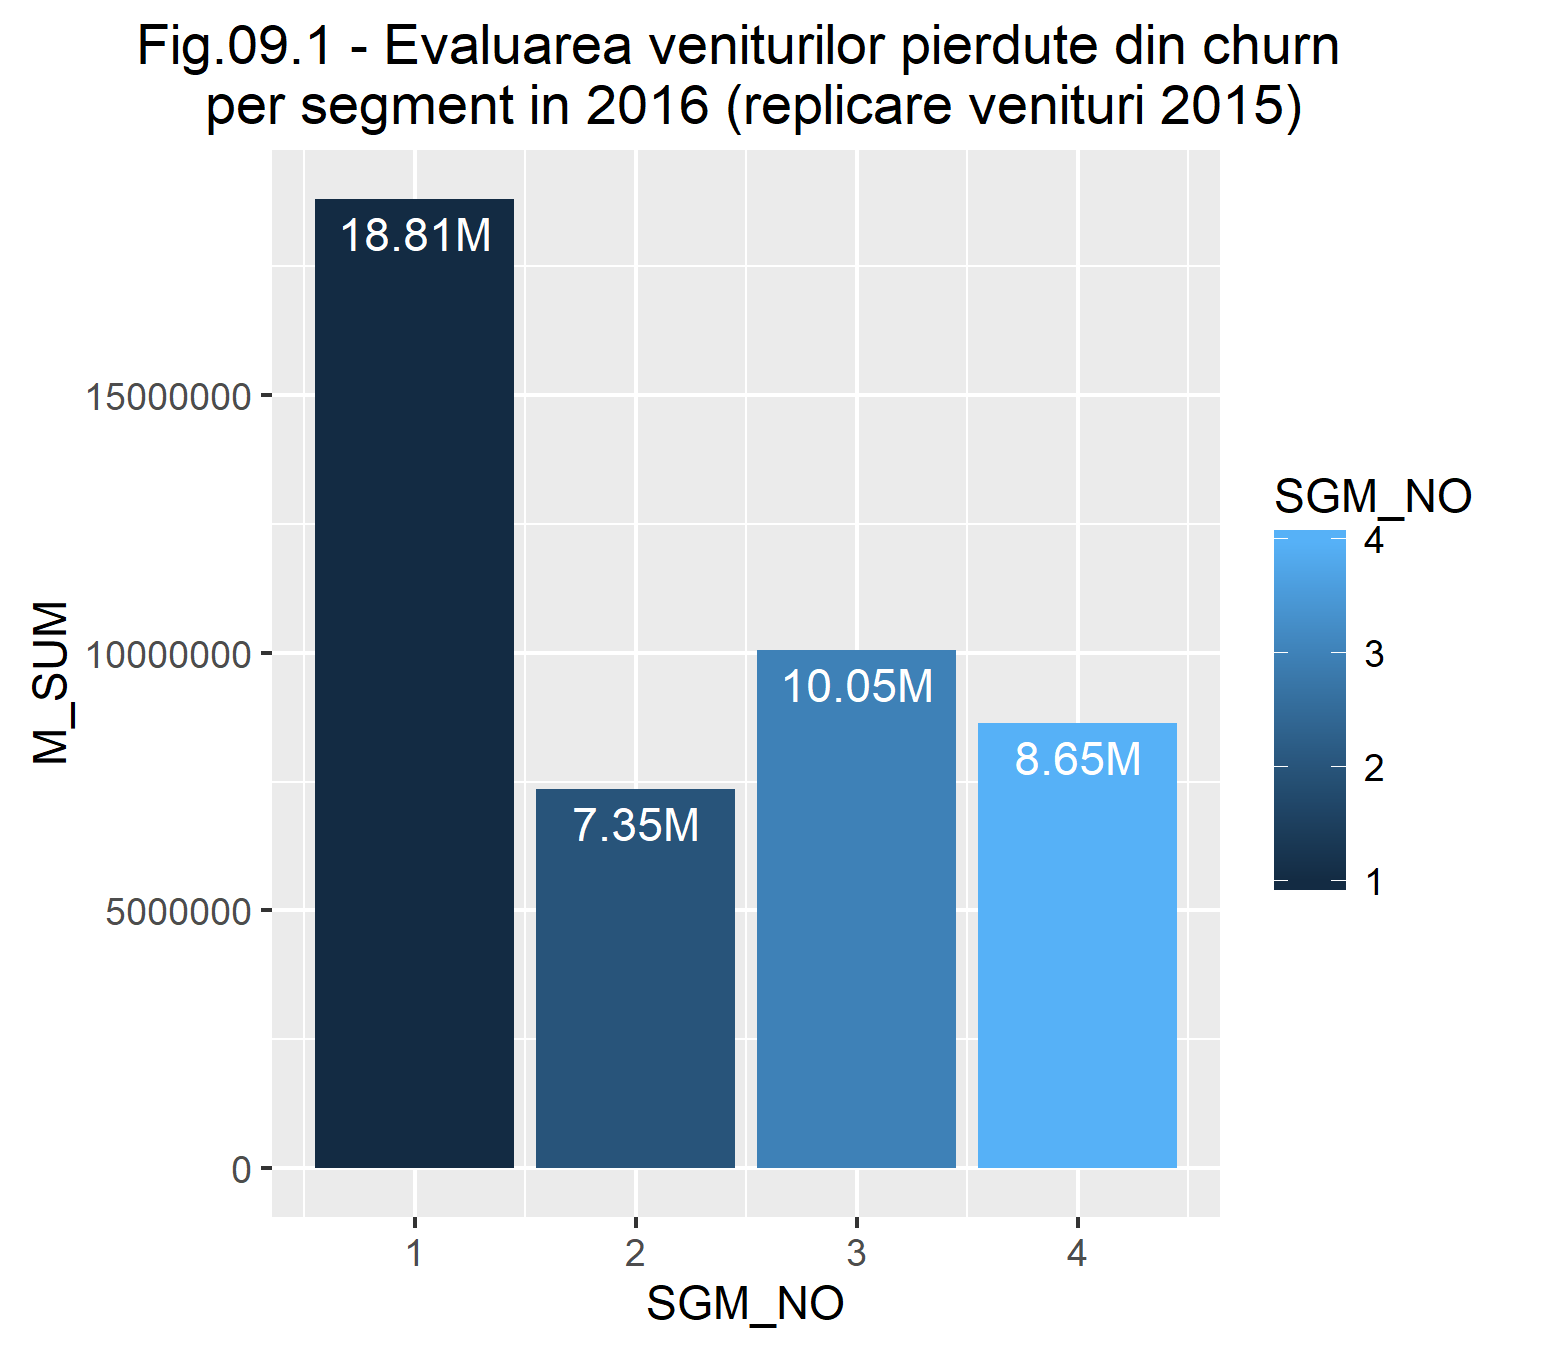 Fig.09.1 - Evaluarea veniturilor pierdute din churn
per segment in 2016 (replicare venituri 2015)
18.81M
7.35M
10.05M
8.65M
M_SUM
15000000
10000000
5000000
0
1
2
3
4
SGM_NO
SGM_NO
4
3
2
1